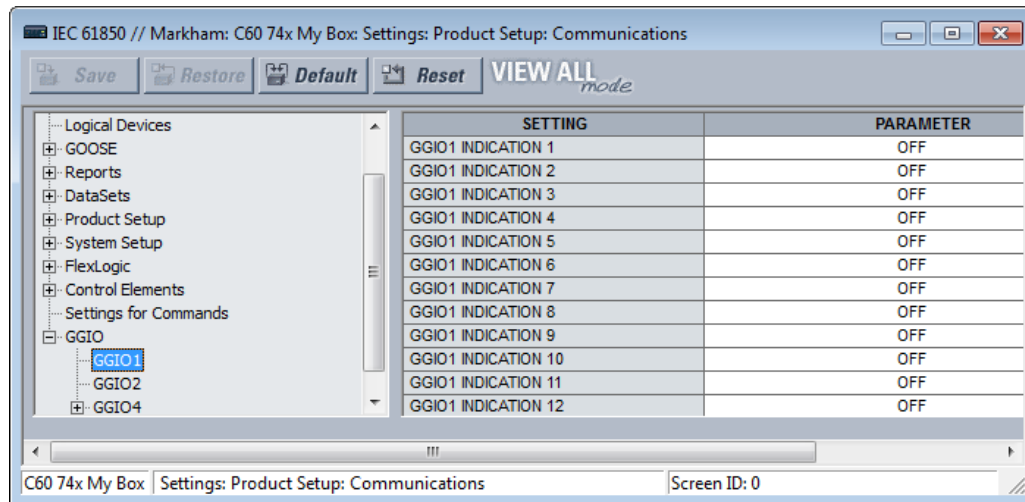 IEC 61850 // Markham: C60 74x My Box: Settings: Product Setup: Communications
Save Restore Default Reset VIEW ALL mode
Logical Devices
GOOSE
Reports
DataSets
Product Setup
System Setup
FlexLogic
Control Elements
Settings for Commands
GGIO
GGIO1
GGIO2
GGIO4
SETTING PARAMETER
GGIO1 INDICATION 1 OFF
GGIO1 INDICATION 2 OFF
GGIO1 INDICATION 3 OFF
GGIO1 INDICATION 4 OFF
GGIO1 INDICATION 5 OFF
GGIO1 INDICATION 6 OFF
GGIO1 INDICATION 7 OFF
GGIO1 INDICATION 8 OFF
GGIO1 INDICATION 9 OFF
GGIO1 INDICATION 10 OFF
GGIO1 INDICATION 11 OFF
GGIO1 INDICATION 12 OFF
C60 74x My Box Settings: Product Setup: Communications Screen ID: 0